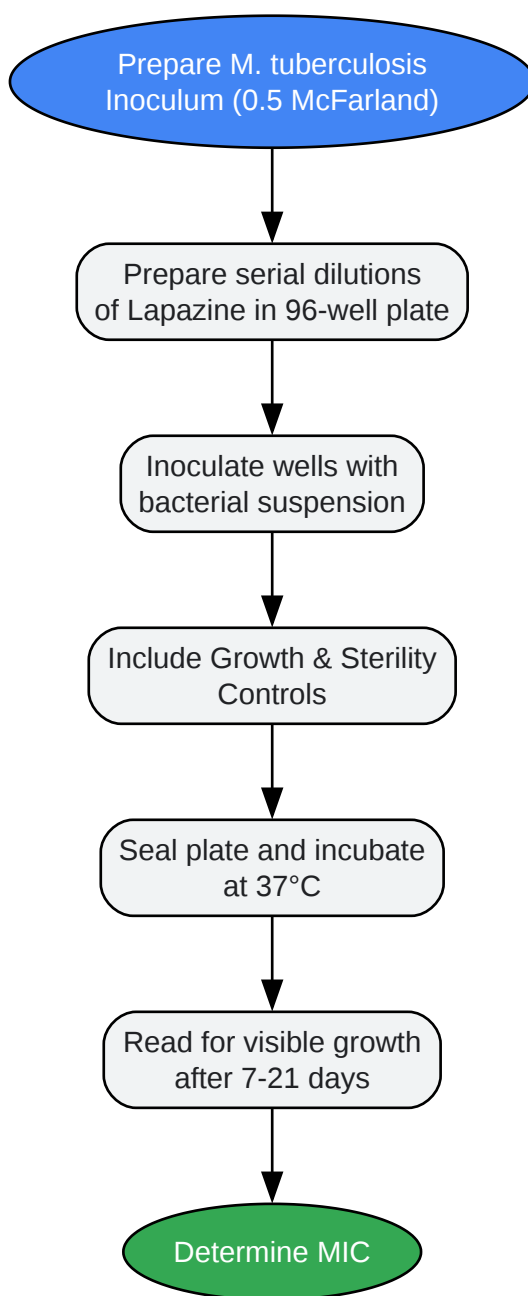 Prepare M. tuberculosis
Inoculum (0.5 McFarland)
Prepare serial dilutions
of Lapazine in 96-well plate
Inoculate wells with
bacterial suspension
Include Growth & Sterility
Controls
Seal plate and incubate
at 37°C
Read for visible growth
after 7-21 days
Determine MIC